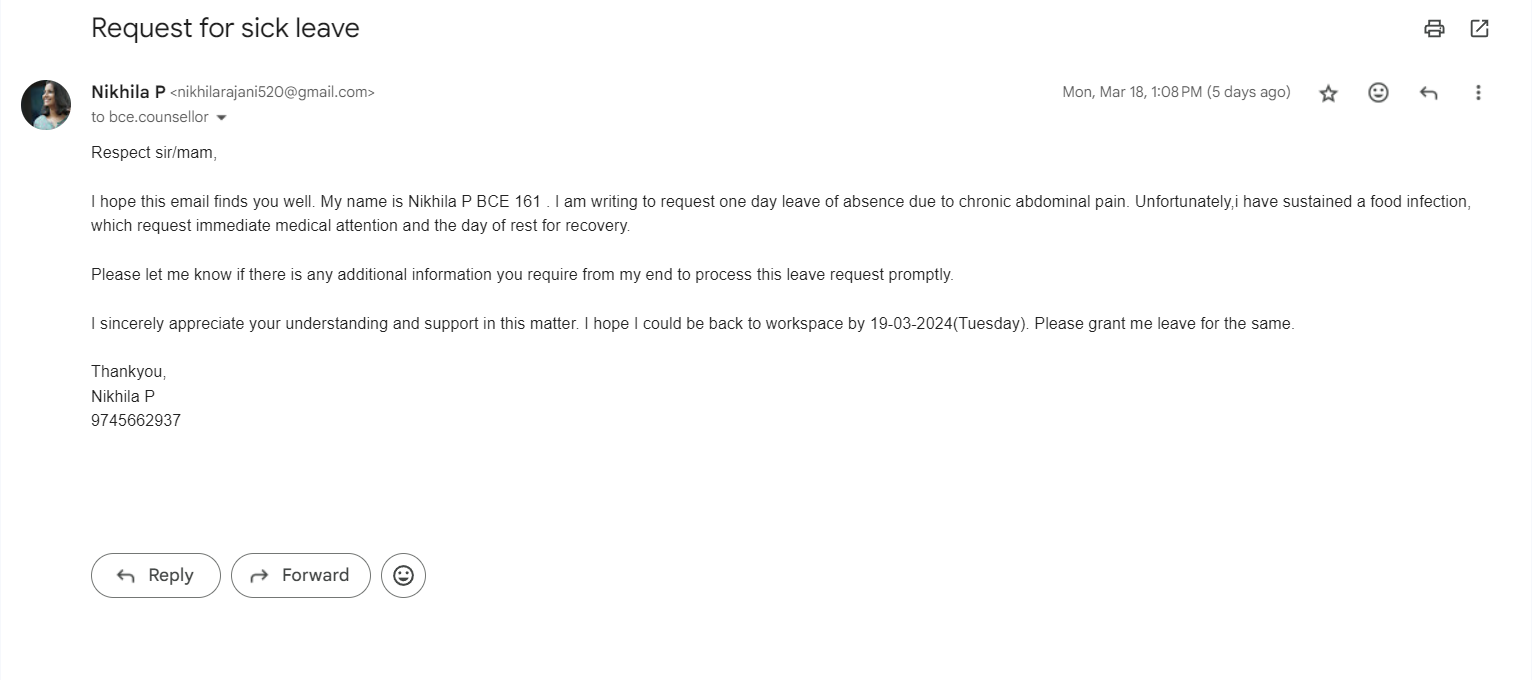 Request for sick leave
Nikhila P <nikhilarajani520@gmail.com>
Mon, Mar 18, 1:08 PM (5 days ago)
to bce.counsellor
Respect sir/mam,
I hope this email finds you well. My name is Nikhila P BCE 161 . I am writing to request one day leave of absence due to chronic abdominal pain. Unfortunately,i have sustained a food infection,
which request immediate medical attention and the day of rest for recovery.
Please let me know if there is any additional information you require from my end to process this leave request promptly.
I sincerely appreciate your understanding and support in this matter. I hope I could be back to workspace by 19-03-2024(Tuesday). Please grant me leave for the same.
Thankyou,
Nikhila P
9745662937
Reply
Forward